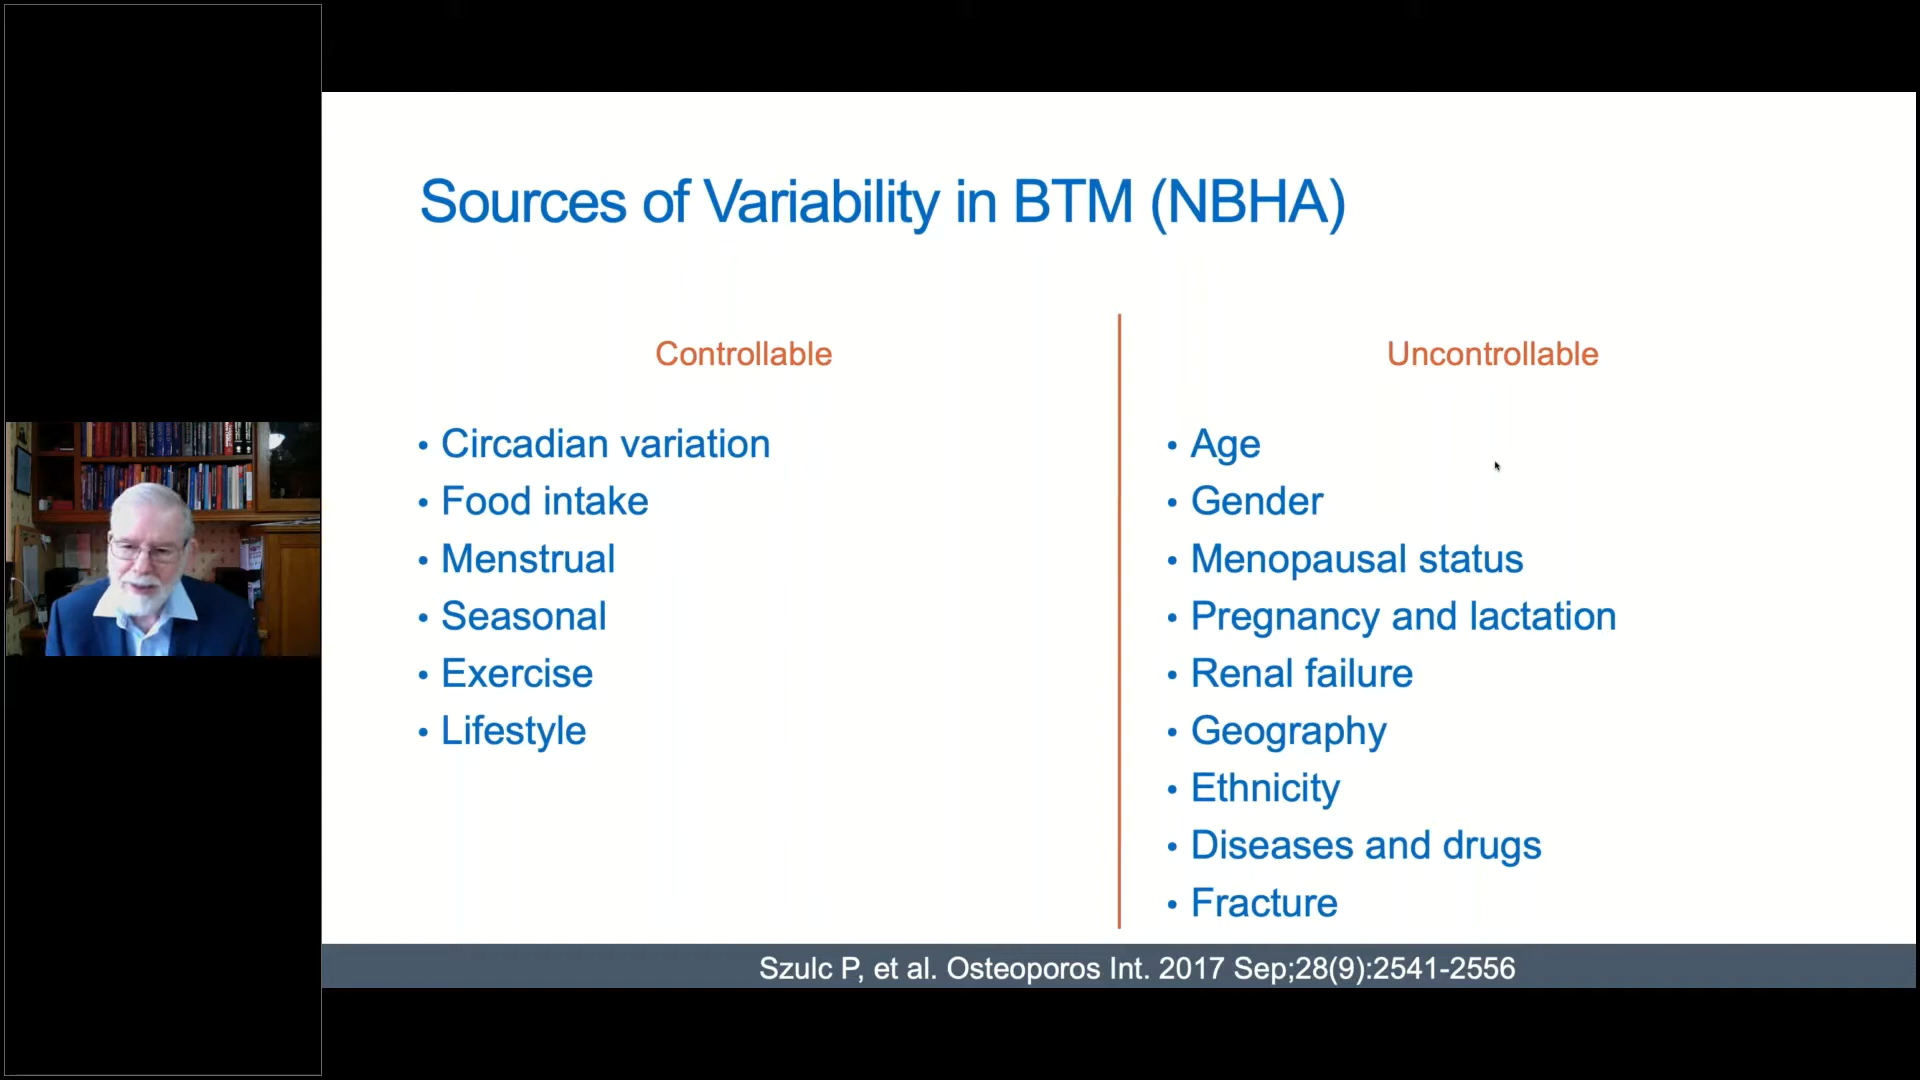 Sources of Variability in BTM (NBHA)
Controllable
• Circadian variation
• Food intake
• Menstrual
• Seasonal
• Exercise
• Lifestyle
Uncontrollable
• Age
• Gender
• Menopausal status
• Pregnancy and lactation
• Renal failure
• Geography
• Ethnicity
• Diseases and drugs
• Fracture
Szulc P, et al. Osteoporos Int. 2017 Sep;28(9):2541-2556